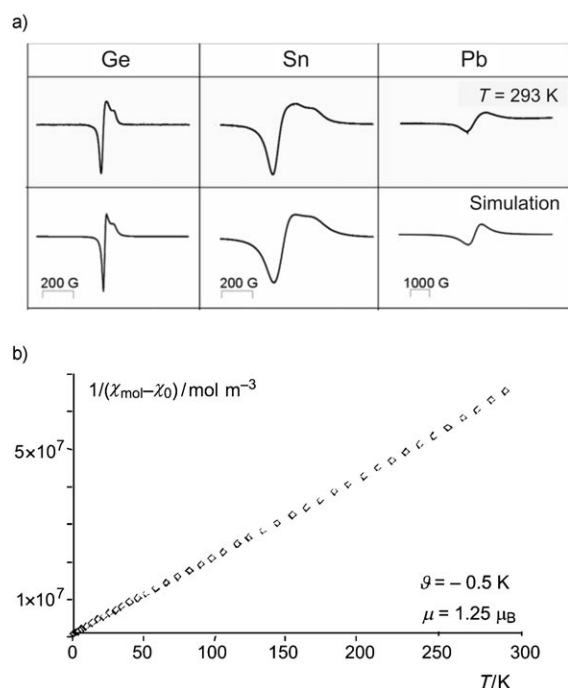 a)
Ge Sn Pb
T = 293 K
Simulation
200 G 200 G 1000 G
b)
1/(χmol–χ0)/mol m⁻³
5×10⁷
1×10⁷
ϑ = – 0.5 K
μ = 1.25 μB
0 50 100 150 200 250 300
T/K